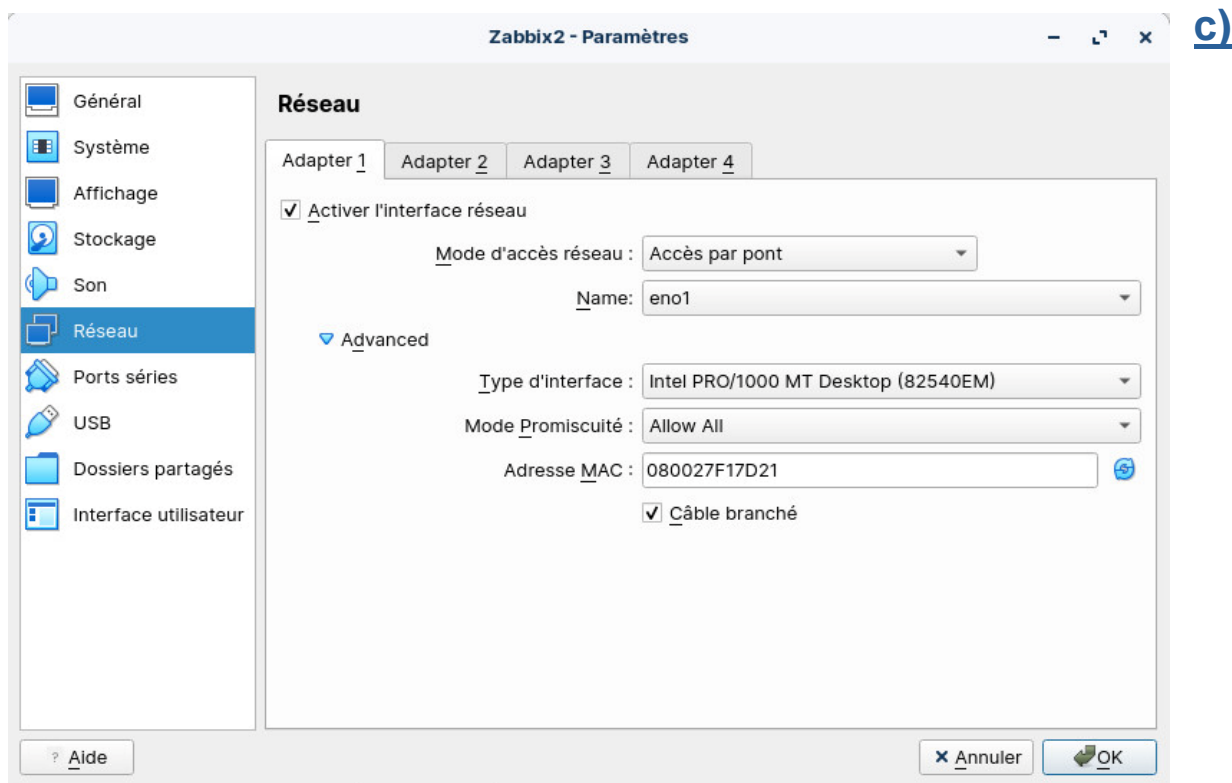 Zabbix2 - Paramètres
c)
Général
Système
Affichage
Stockage
Son
Réseau
Ports séries
USB
Dossiers partagés
Interface utilisateur
Réseau
Adapter 1 Adapter 2 Adapter 3 Adapter 4
Activer l'interface réseau
Mode d'accès réseau : Accès par pont
Name: eno1
Advanced
Type d'interface : Intel PRO/1000 MT Desktop (82540EM)
Mode Promiscuité : Allow All
Adresse MAC : 080027F17D21
Câble branché
? Aide
Annuler OK